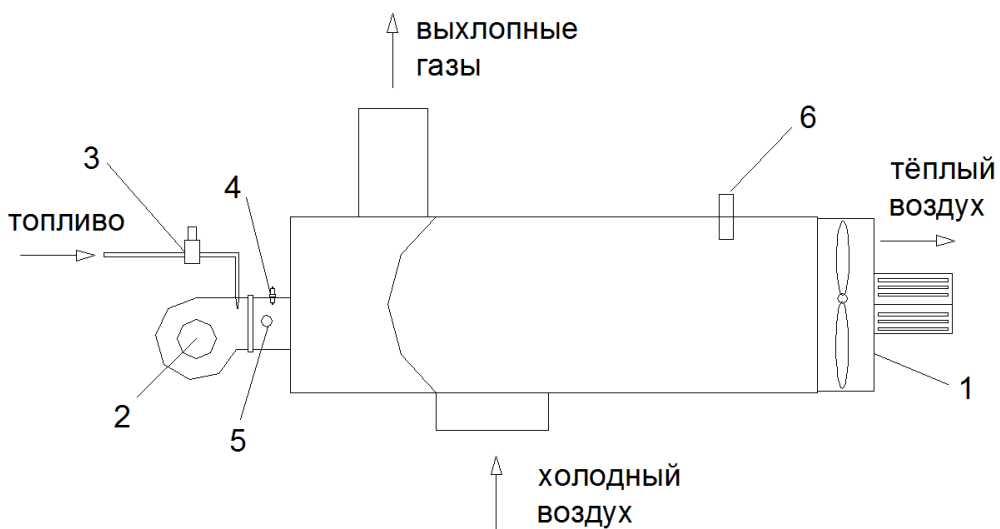 выхлопные
газы
6
3
4
тёплый
воздух
топливо
1
2
5
холодный
воздух